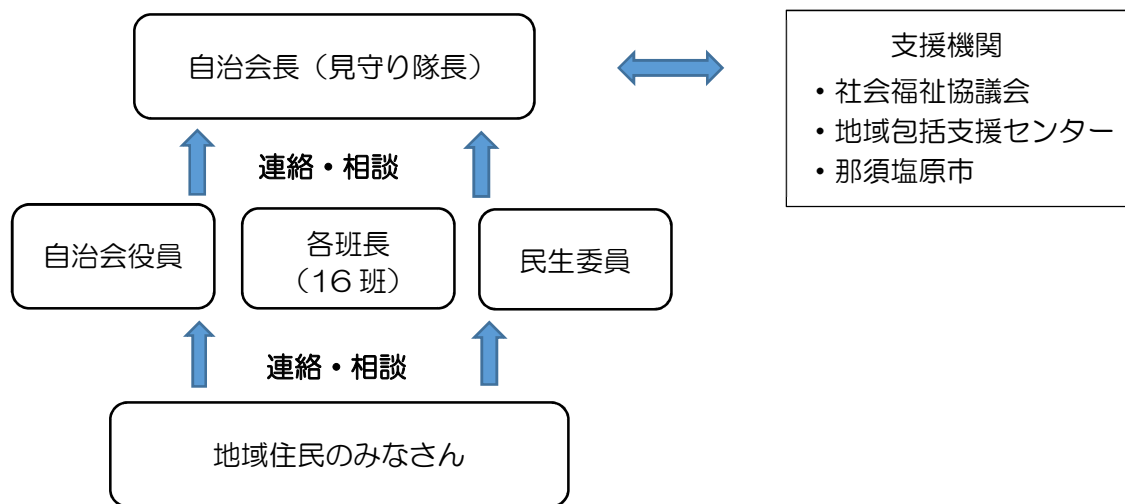 自治会長(見守り隊長)
支援機関
・社会福祉協議会
・地域包括支援センター
・那須塩原市
連絡・相談
自治会役員
各班長
(16 班)
民生委員
連絡・相談
地域住民のみなさん